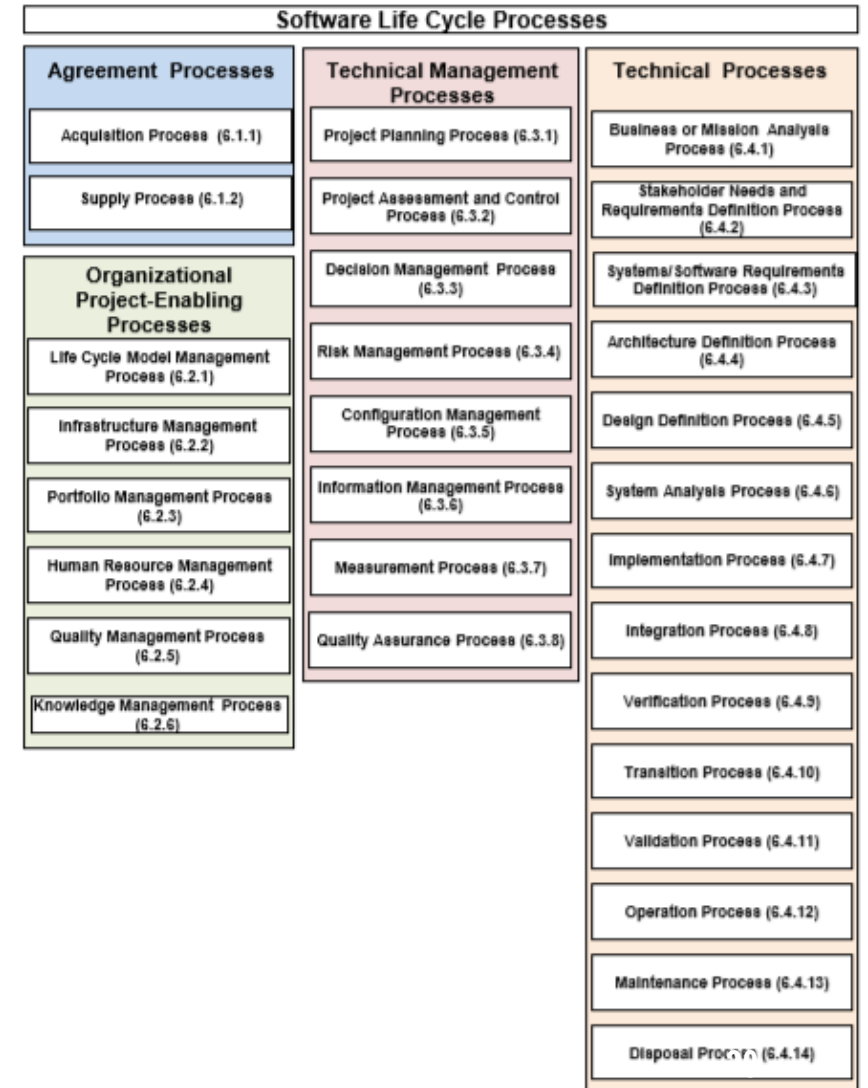 Software Life Cycle Processes
Agreement Processes
Acquisition Process (6.1.1)
Supply Process (6.1.2)
Organizational
Project-Enabling
Processes
Life Cycle Model Management
Process (6.2.1)
Infrastructure Management
Process (6.2.2)
Portfolio Management Process
(6.2.3)
Human Resource Management
Process (6.2.4)
Quality Management Process
(6.2.5)
Knowledge Management Process
(6.2.6)
Technical Management
Processes
Project Planning Process (6.3.1)
Project Assessment and Control
Process (6.3.2)
Decision Management Process
(6.3.3)
Risk Management Process (6.3.4)
Configuration Management
Process (6.3.5)
Information Management Process
(6.3.6)
Measurement Process (6.3.7)
Quality Assurance Process (6.3.8)
Technical Processes
Business or Mission Analysis
Process (6.4.1)
Stakeholder Needs and
Requirements Definition Process
(6.4.2)
Systems/Software Requirements
Definition Process (6.4.3)
Architecture Definition Process
(6.4.4)
Design Definition Process (6.4.5)
System Analysis Process (6.4.6)
Implementation Process (6.4.7)
Integration Process (6.4.8)
Verification Process (6.4.9)
Transition Process (6.4.10)
Validation Process (6.4.11)
Operation Process (6.4.12)
Maintenance Process (6.4.13)
Disposal Process (6.4.14)